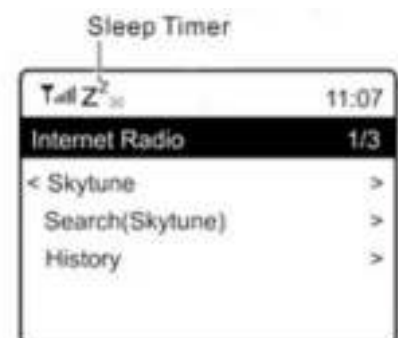 Sleep Timer
11:07
Internet Radio 1/3
< Skytune >
Search(Skytune) >
History >